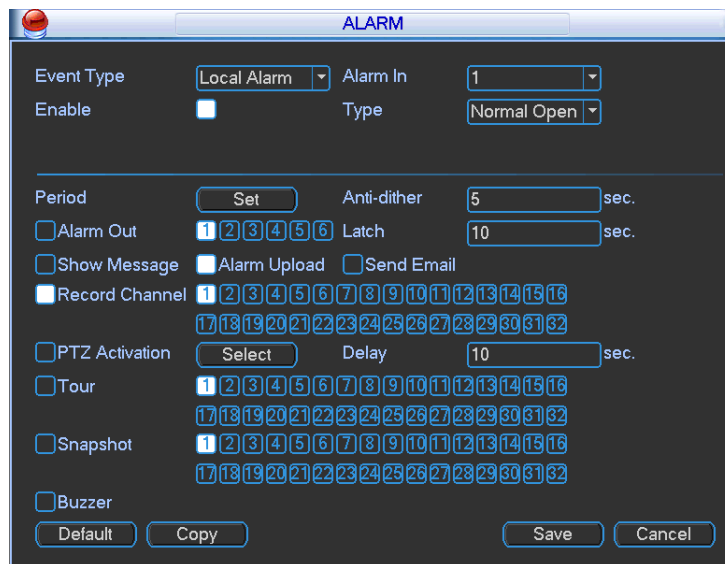 ALARM
Event Type Local Alarm Alarm In 1
Enable Type Normal Open
Period Set Anti-dither 5 sec.
Alarm Out 1 2 3 4 5 6 Latch 10 sec.
Show Message Alarm Upload Send Email
Record Channel 1 2 3 4 5 6 7 8 9 10 11 12 13 14 15 16
17 18 19 20 21 22 23 24 25 26 27 28 29 30 31 32
PTZ Activation Select Delay 10 sec.
Tour 1 2 3 4 5 6 7 8 9 10 11 12 13 14 15 16
17 18 19 20 21 22 23 24 25 26 27 28 29 30 31 32
Snapshot 1 2 3 4 5 6 7 8 9 10 11 12 13 14 15 16
17 18 19 20 21 22 23 24 25 26 27 28 29 30 31 32
Buzzer
Default Copy Save Cancel